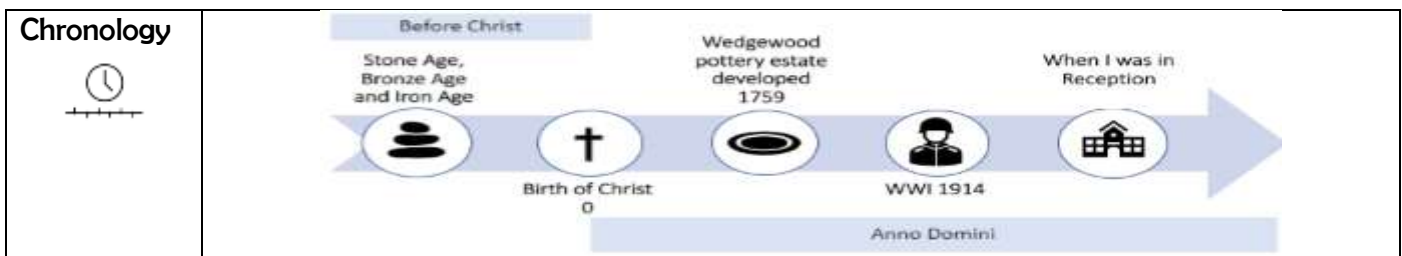 Chronology
Before Christ
Stone Age,
Bronze Age
and Iron Age
Birth of Christ
0
Wedgewood
pottery estate
developed
1759
WWI 1914
When I was in
Reception
Anno Domini